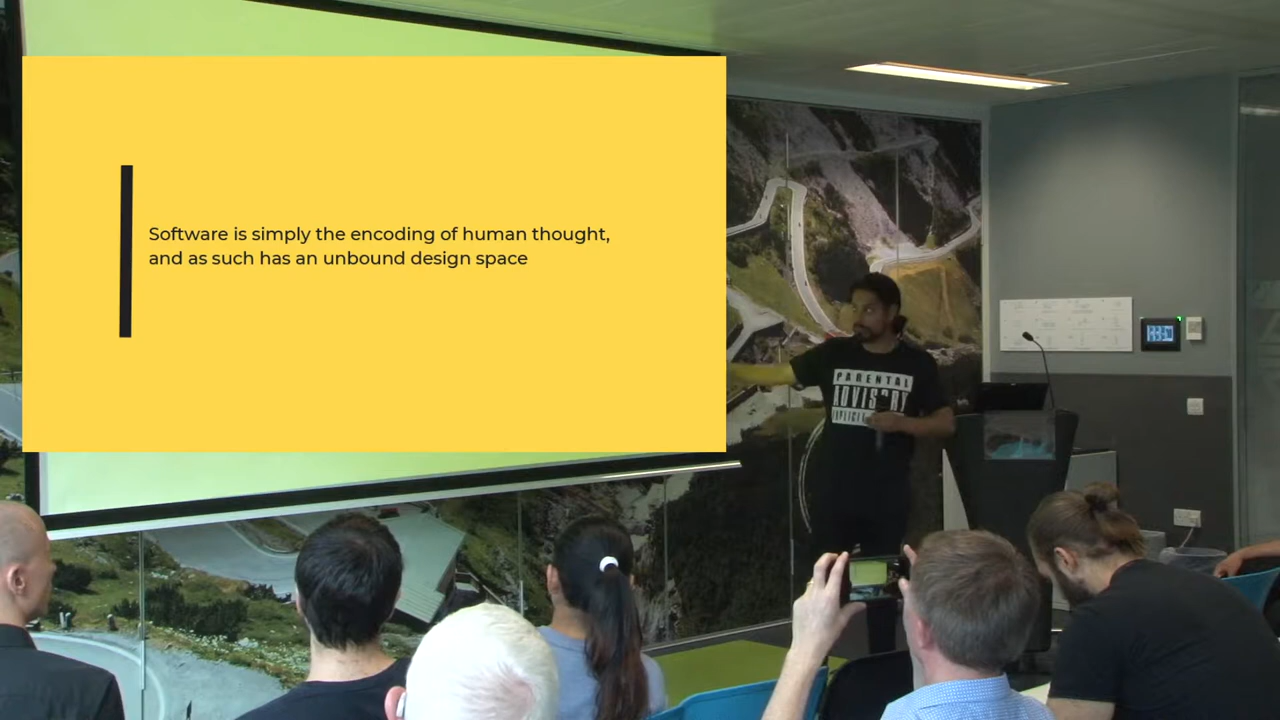 Software is simply the encoding of human thought,
and as such has an unbound design space
PARENTAL
ADVISORY